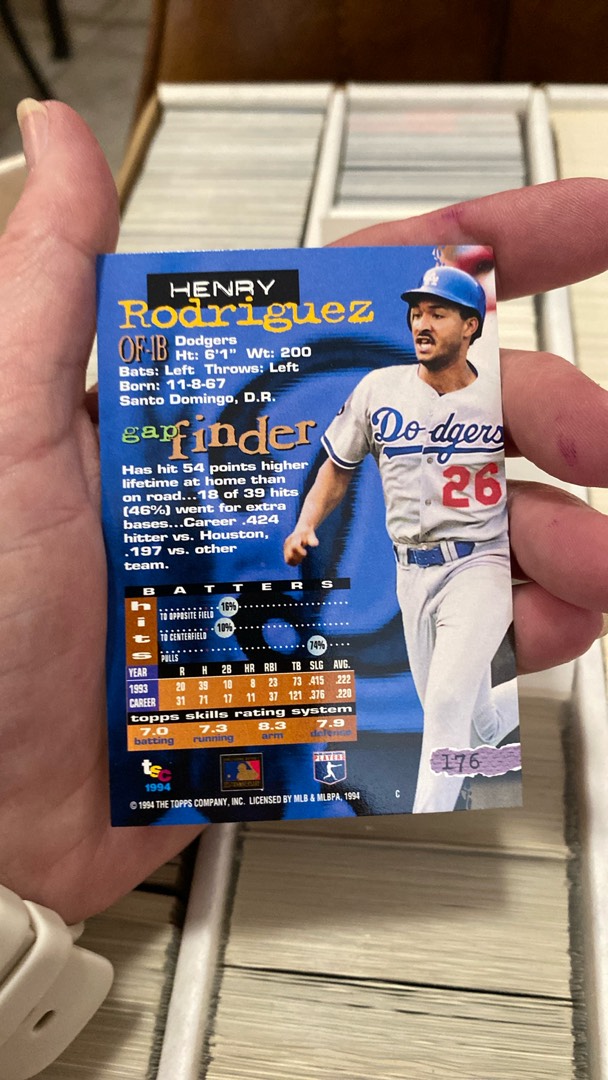 HENRY
Rodriguez
OF-1B Dodgers
Ht: 6'1" Wt: 200
Bats: Left Throws: Left
Born: 11-8-67
Santo Domingo, D.R.
gap finder
Has hit 54 points higher
lifetime at home than
on road...18 of 39 hits
(46%) went for extra
bases...Career .424
hitter vs. Houston,
.197 vs. other
team.
BATTERS
hits
TO OPPOSITE FIELD 16%
TO CENTERFIELD 10%
PULLS 74%
YEAR R H 2B HR RBI TB SLG AVG.
1993 20 39 10 8 23 73 .415 .222
CAREER 31 71 17 11 37 121 .376 .220
topps skills rating system
7.0 7.3 8.3 7.9
batting running arm defense
tsc
1994
PLAYERS
© 1994 THE TOPPS COMPANY, INC. LICENSED BY MLB & MLBPA, 1994 C
Dodgers
26
176